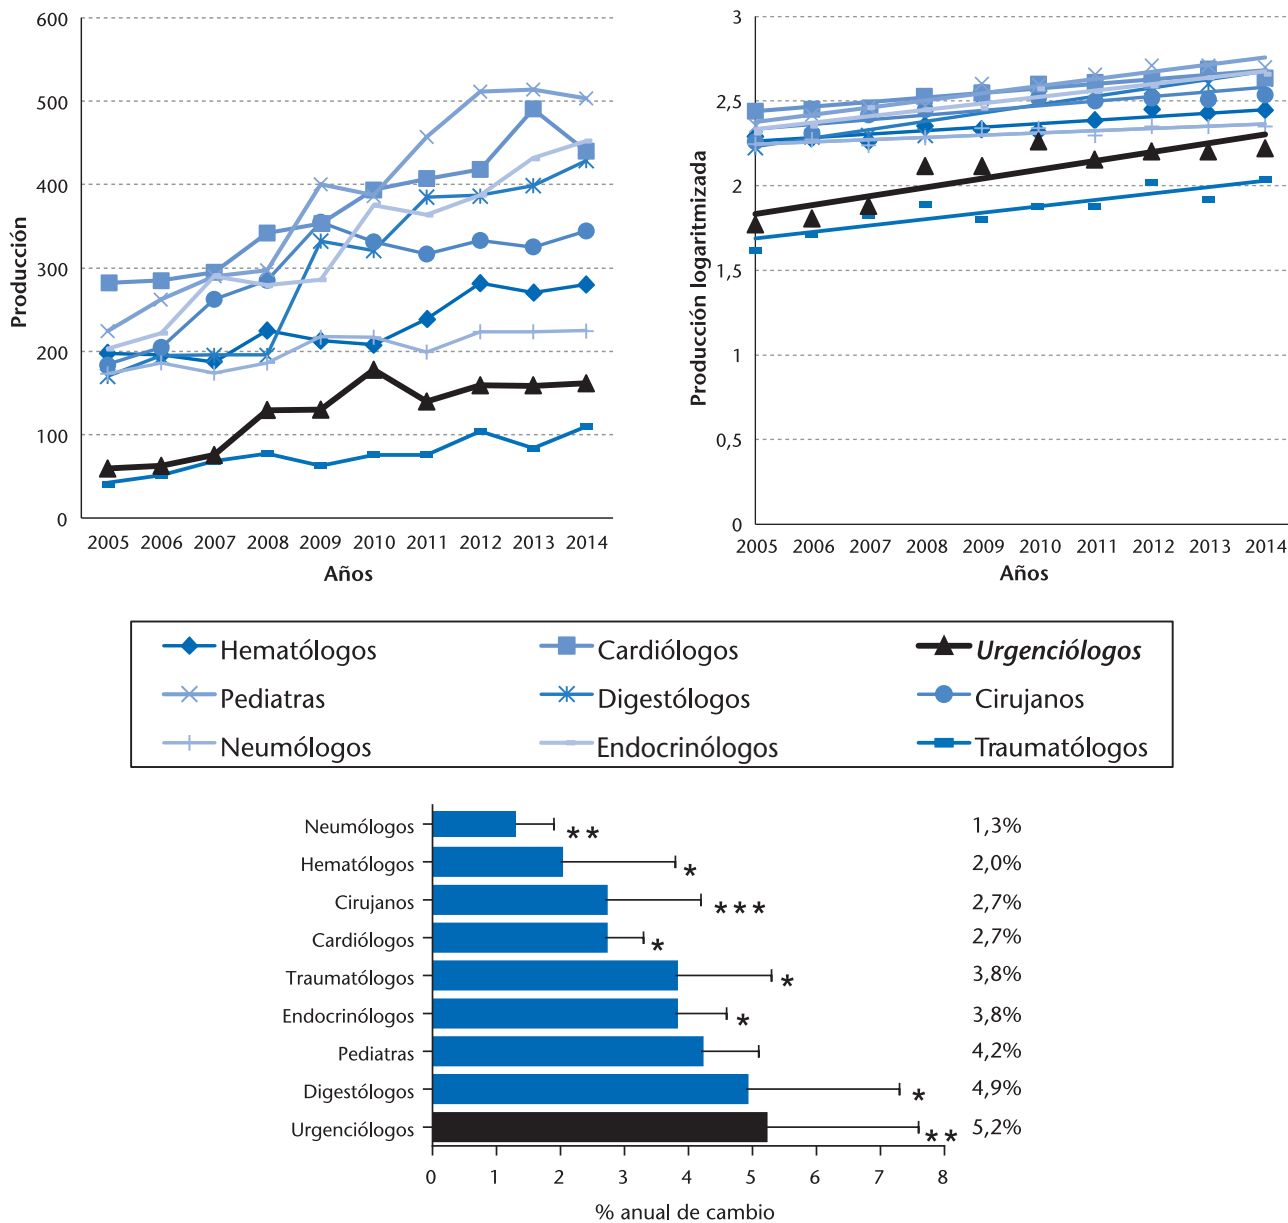 600
500
400
300
200
100
0
Producción
2005 2006 2007 2008 2009 2010 2011 2012 2013 2014
Años
3
2,5
2
1,5
1
0,5
0
Producción logaritmizada
2005 2006 2007 2008 2009 2010 2011 2012 2013 2014
Años
Hematólogos Cardiólogos Urgenciólogos
Pediatras Digestólogos Cirujanos
Neumólogos Endocrinólogos Traumatólogos
Neumólogos ** 1,3%
Hematólogos * 2,0%
Cirujanos *** 2,7%
Cardiólogos * 2,7%
Traumatólogos * 3,8%
Endocrinólogos * 3,8%
Pediatras 4,2%
Digestólogos * 4,9%
Urgenciólogos ** 5,2%
0 1 2 3 4 5 6 7 8
% anual de cambio